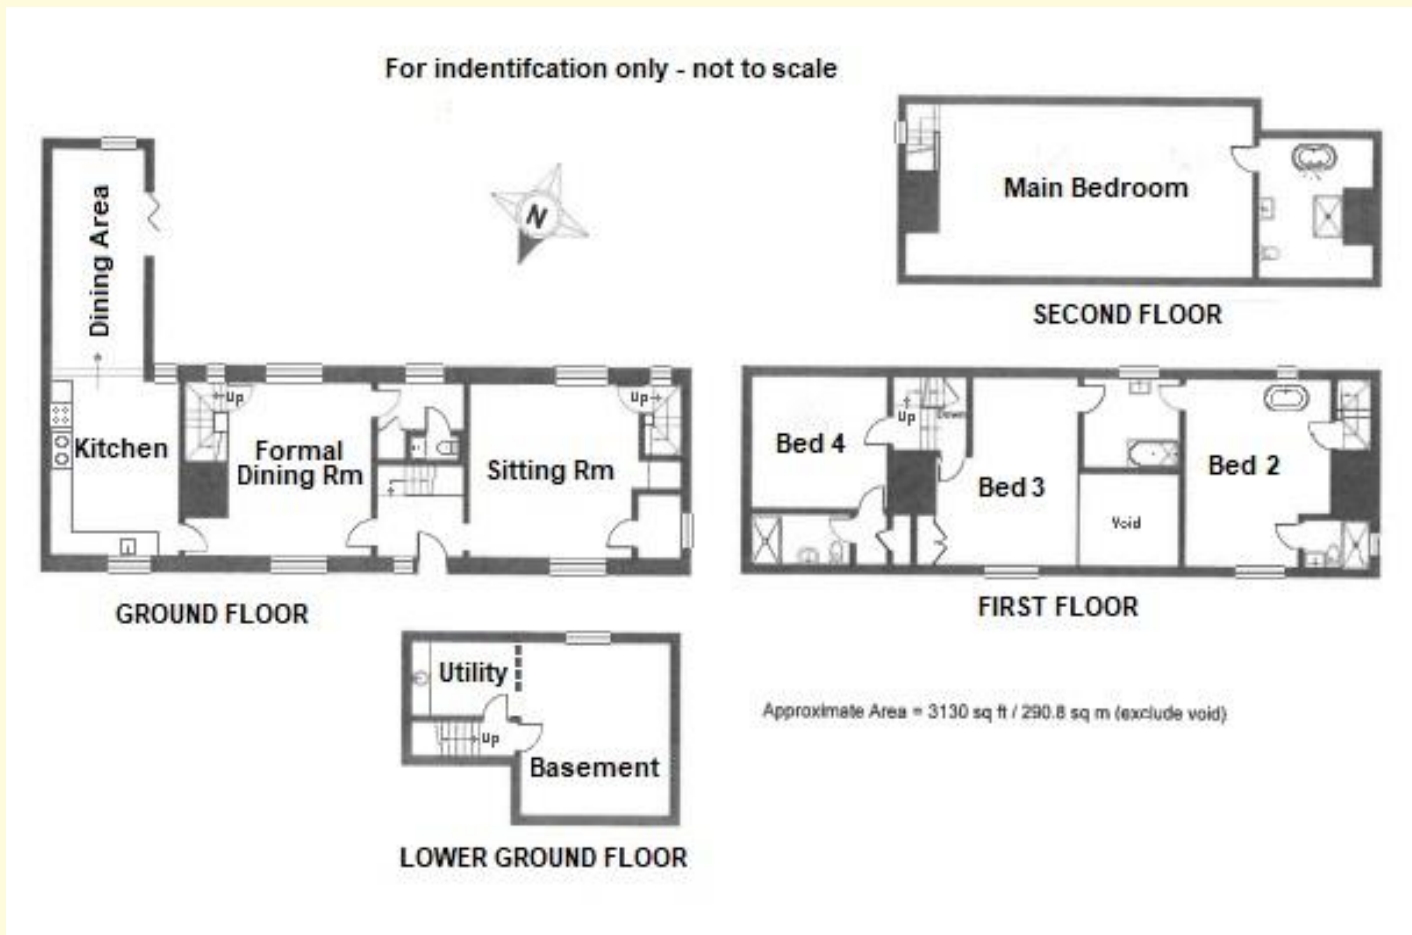 For indentifcation only - not to scale
N
Dining Area
Kitchen
Up
Formal
Dining Rm
Sitting Rm
Up
GROUND FLOOR
Main Bedroom
SECOND FLOOR
Bed 4
Up
Down
Bed 3
Void
Bed 2
FIRST FLOOR
Utility
Up
Basement
LOWER GROUND FLOOR
Approximate Area = 3130 sq ft / 290.8 sq m (exclude void)